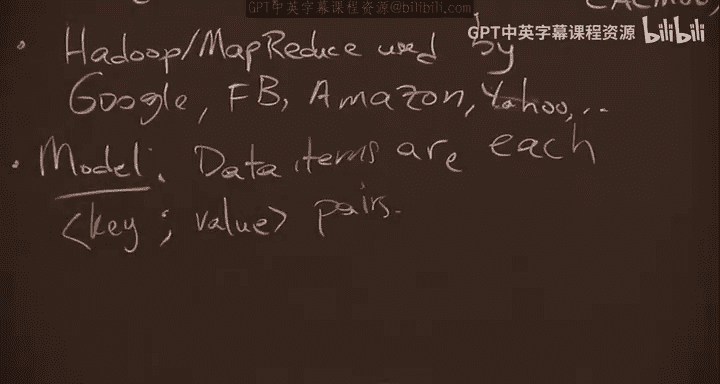 GPT中英字幕课程资源@bilibili.com
GPT中英字幕课程资源 bilibili
• Hadoop/MapReduce used by
Google, FB, Amazon, Yahoo,...
• Model. Data items are each
<key; value> pairs.